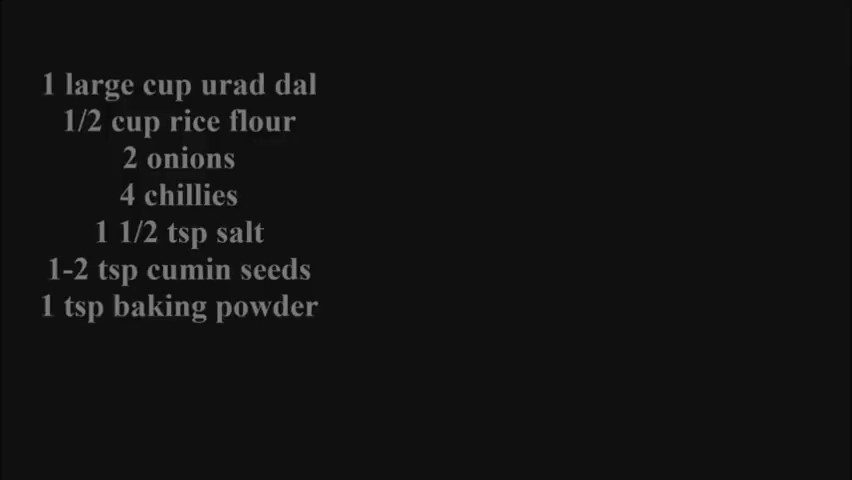 1 large cup urad dal
1/2 cup rice flour
2 onions
4 chillies
1 1/2 tsp salt
1-2 tsp cumin seeds
1 tsp baking powder